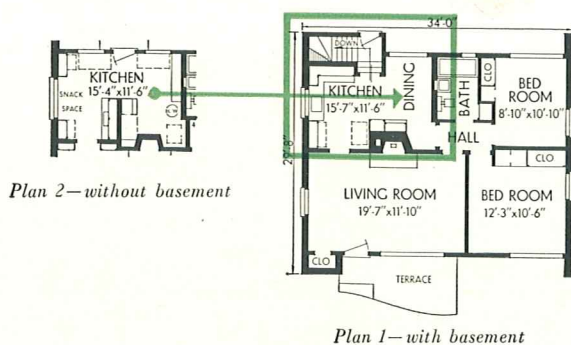 KITCHEN
15'-4"x11'-6"
SNACK
SPACE
Plan 2—without basement
34'-0"
29'-8"
DOWN
KITCHEN
15'-7"x11'-6"
DINING
BATH
CLO
BED
ROOM
8'-10"x10'-10"
HALL
CLO
LIVING ROOM
19'-7"x11'-10"
BED ROOM
12'-3"x10'-6"
CLO
TERRACE
Plan 1—with basement